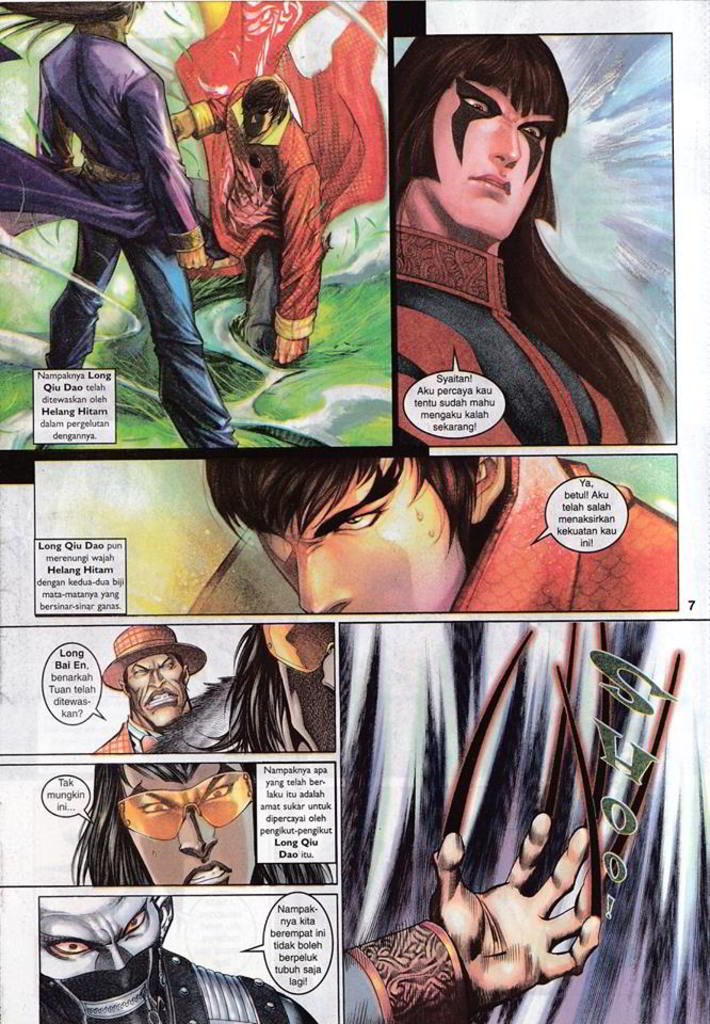 Nampaknya Long
Qiu Dao telah
ditewaskan oleh
Helang Hitam
dalam pergelutan
dengannya.
Syaitan!
Aku percaya kau
tentu sudah mahu
mengaku kalah
sekarang!
Long Qiu Dao pun
merenungi wajah
Helang Hitam
dengan kedua-dua biji
mata-matanya yang
bersinar-sinar ganas.
Ya,
betul! Aku
telah salah
menaksirkan
kekuatan kau
ini!
7
Long
Bai En,
benarkah
Tuan telah
ditewas-
kan?
Tak
mungkin
ini...
Nampaknya apa
yang telah ber-
laku itu adalah
amat sukar untuk
dipercayai oleh
pengikut-pengikut
Long Qiu
Dao itu.
Nampak-
nya kita
berempat ini
tidak boleh
berpeluk
tubuh saja
lagi!
SHOO!